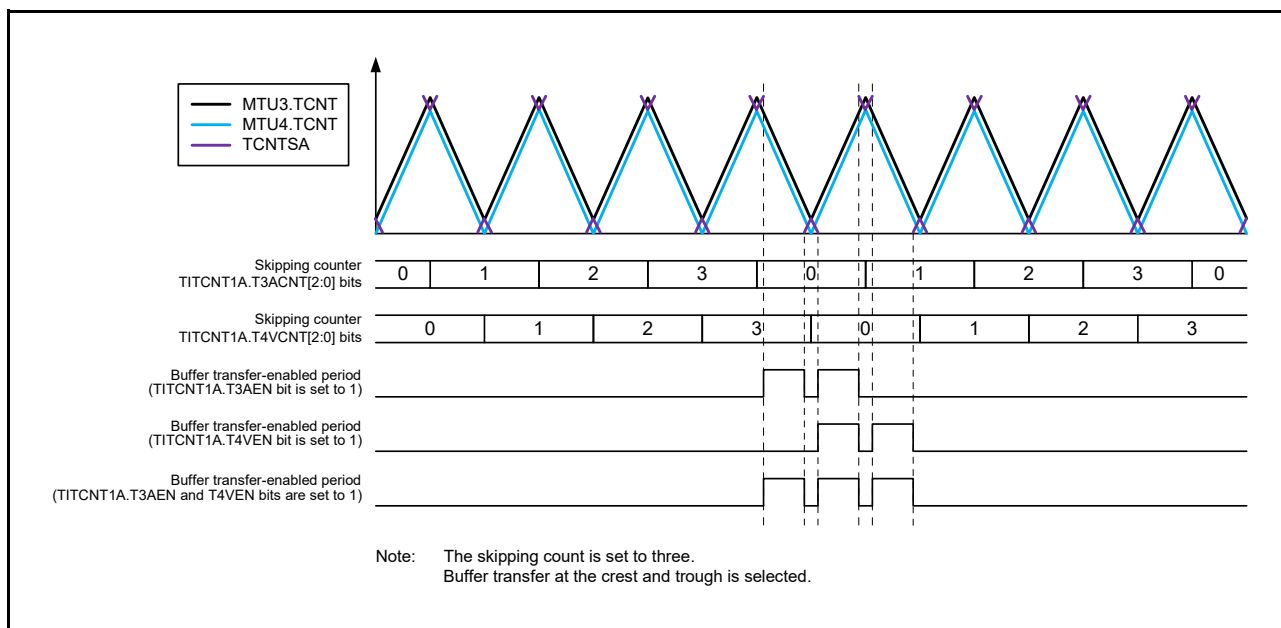 MTU3.TCNT
MTU4.TCNT
TCNTSA
Skipping counter
TITCNT1A.T3ACNT[2:0] bits
0 1 2 3 0 1 2 3 0
Skipping counter
TITCNT1A.T4VCNT[2:0] bits
0 1 2 3 0 1 2 3
Buffer transfer-enabled period
(TITCNT1A.T3AEN bit is set to 1)
Buffer transfer-enabled period
(TITCNT1A.T4VEN bit is set to 1)
Buffer transfer-enabled period
(TITCNT1A.T3AEN and T4VEN bits are set to 1)
Note: The skipping count is set to three.
Buffer transfer at the crest and trough is selected.